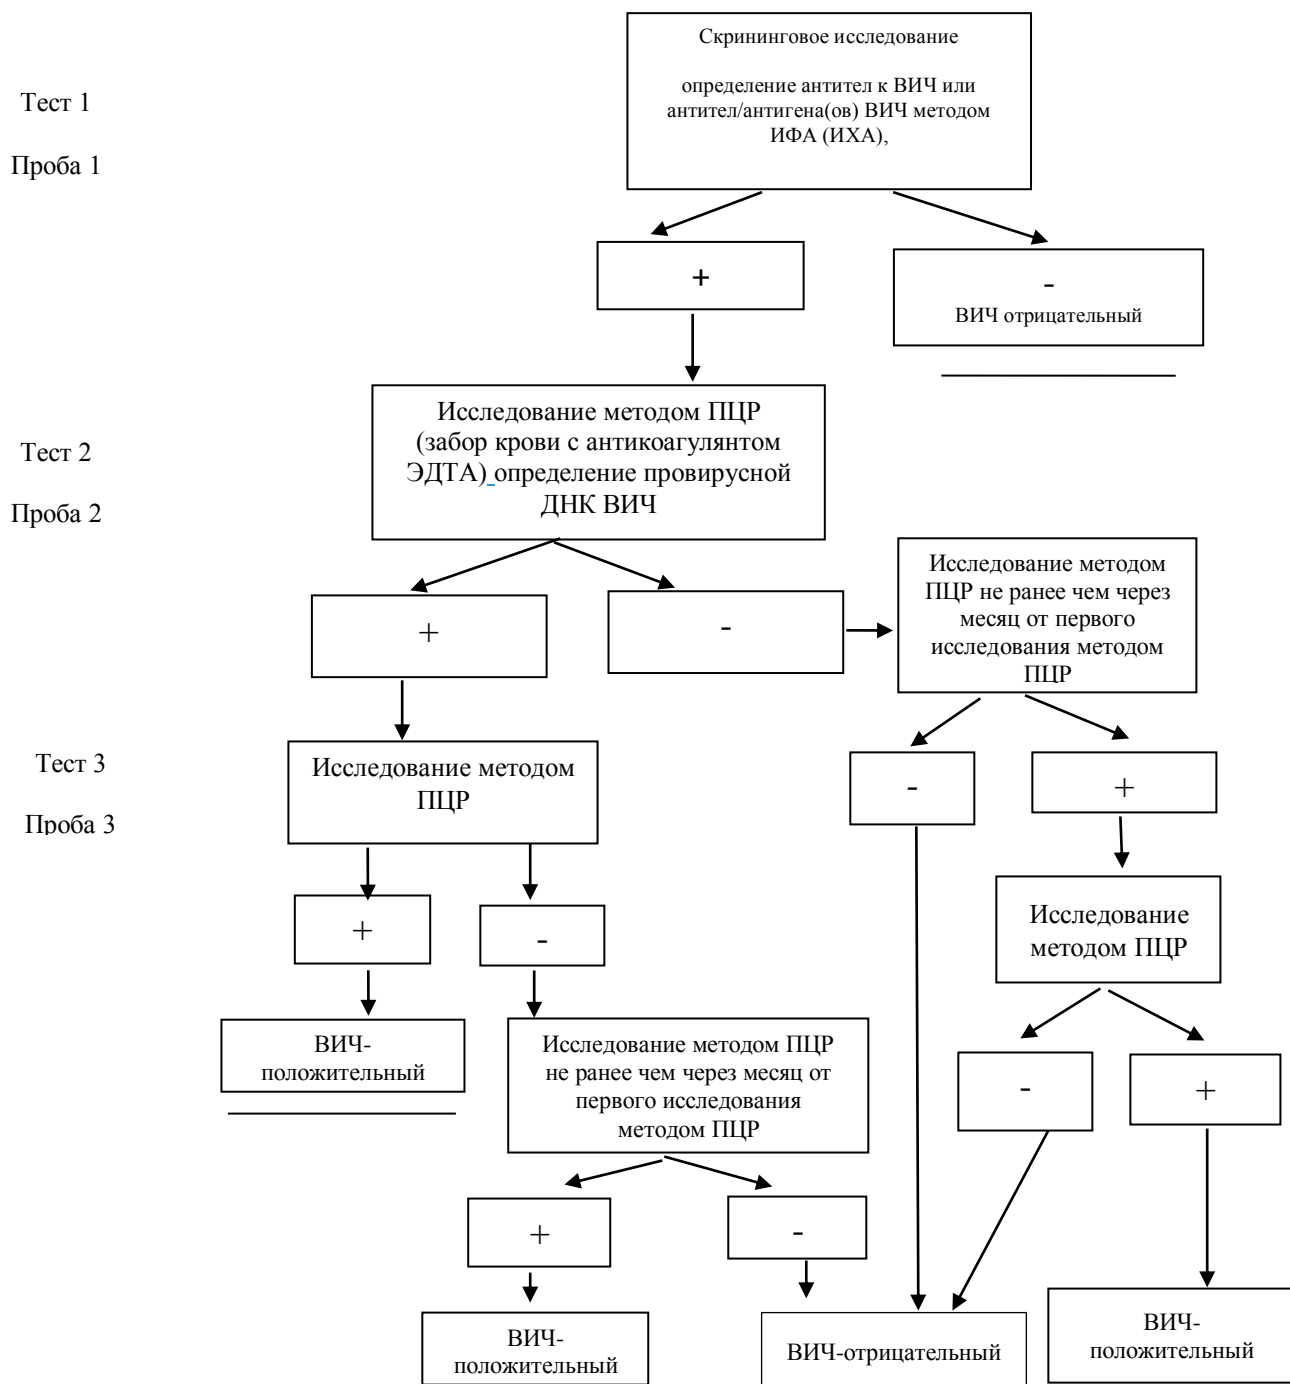 Скрининговое исследование
определение антител к ВИЧ или
антител/антигена(ов) ВИЧ методом
ИФА (ИХА),
Тест 1
Проба 1
+
-
ВИЧ отрицательный
Исследование методом ПЦР
(забор крови с антикоагулянтом
ЭДТА) определение провирусной
ДНК ВИЧ
Тест 2
Проба 2
+
-
Исследование методом
ПЦР не ранее чем через
месяц от первого
исследования методом
ПЦР
Тест 3
Проба 3
Исследование методом
ПЦР
-
+
+
-
Исследование
методом ПЦР
ВИЧ-
положительный
Исследование методом ПЦР
не ранее чем через месяц от
первого исследования
методом ПЦР
-
+
+
-
ВИЧ-
положительный
ВИЧ-отрицательный
ВИЧ-
положительный